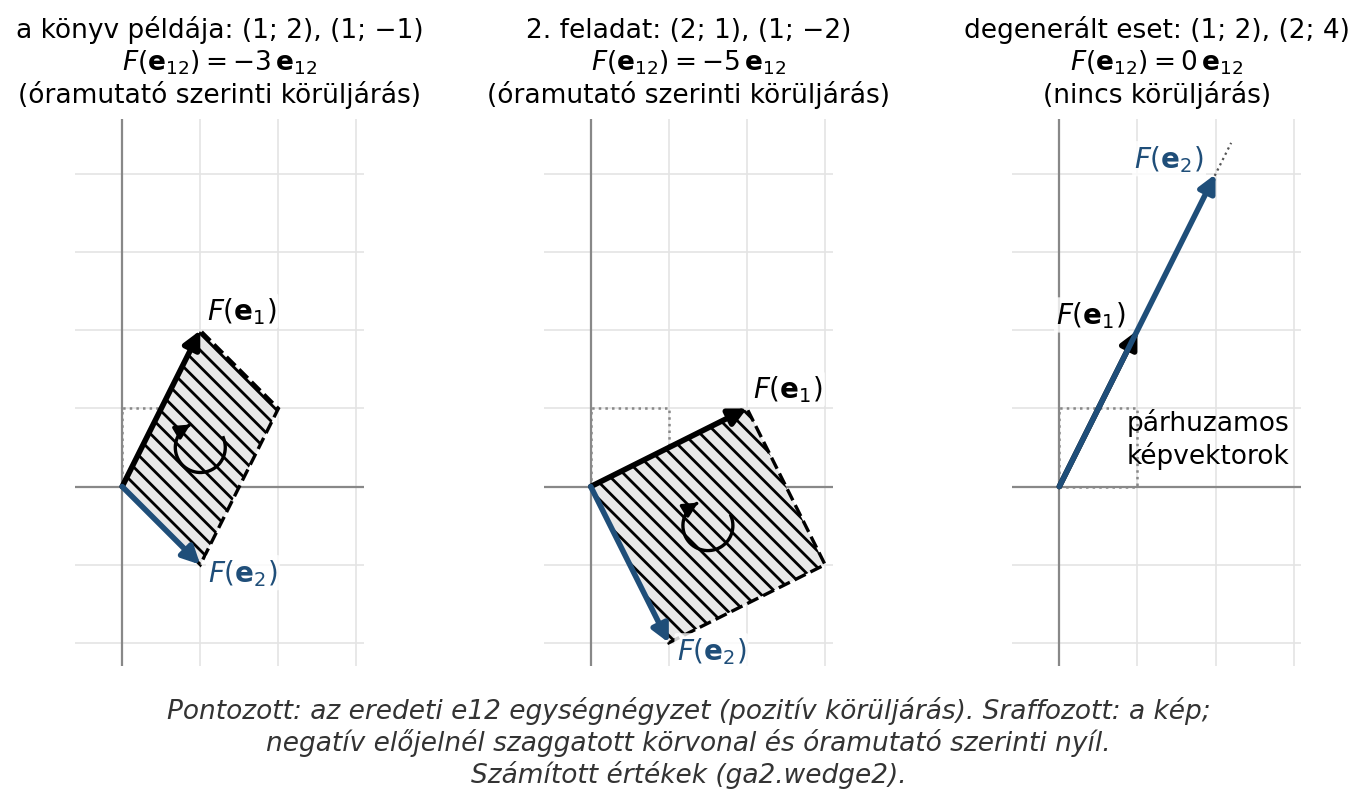 a könyv példája: (1; 2), (1; −1)
F(e₁₂) = −3 e₁₂
(óramutató szerinti körüljárás)
F(e₁)
F(e₂)
2. feladat: (2; 1), (1; −2)
F(e₁₂) = −5 e₁₂
(óramutató szerinti körüljárás)
F(e₁)
F(e₂)
degenerált eset: (1; 2), (2; 4)
F(e₁₂) = 0 e₁₂
(nincs körüljárás)
F(e₂)
F(e₁)
párhuzamos
képvektorok
Pontozott: az eredeti e12 egységnégyzet (pozitív körüljárás). Sraffozott: a kép;
negatív előjelnél szaggatott körvonal és óramutató szerinti nyíl.
Számított értékek (ga2.wedge2).